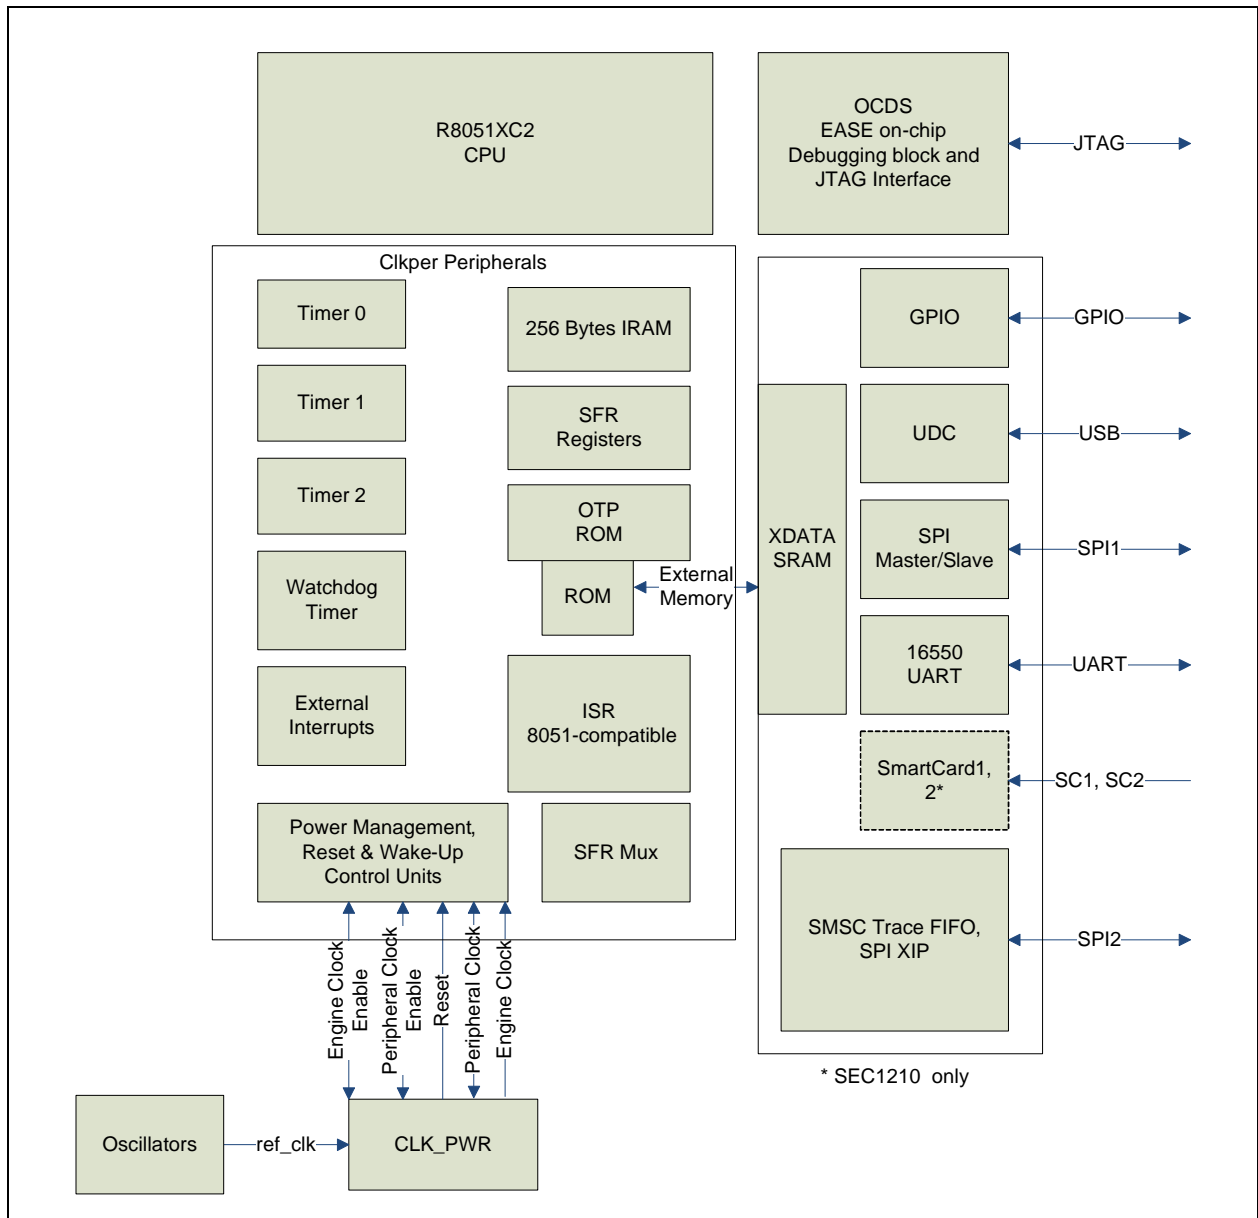 R8051XC2
CPU
OCDS
EASE on-chip
Debugging block and
JTAG Interface
JTAG
Clkper Peripherals
Timer 0
256 Bytes IRAM
GPIO
GPIO
Timer 1
SFR
Registers
UDC
USB
Timer 2
OTP
ROM
XDATA
SRAM
SPI
Master/Slave
SPI1
Watchdog
Timer
ROM
External
Memory
16550
UART
UART
External
Interrupts
ISR
8051-compatible
SmartCard1,
2*
SC1, SC2
Power Management,
Reset & Wake-Up
Control Units
SFR Mux
SMSC Trace FIFO,
SPI XIP
SPI2
Engine Clock
Enable
Peripheral Clock
Enable
Reset
Peripheral Clock
Engine Clock
* SEC1210 only
Oscillators
ref_clk
CLK_PWR